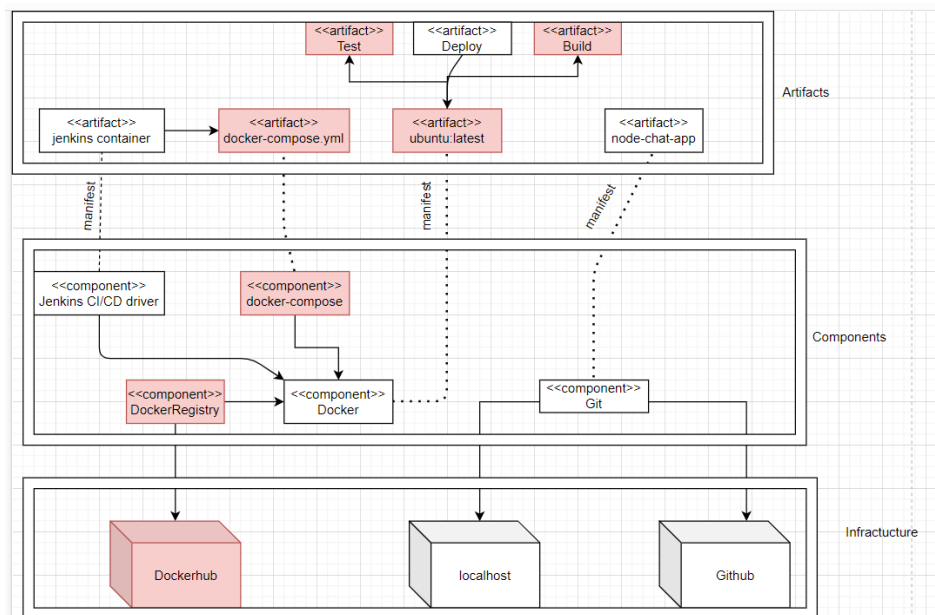 <<artifact>>
Test
<<artifact>>
Deploy
<<artifact>>
Build
Artifacts
<<artifact>>
jenkins container
<<artifact>>
docker-compose.yml
<<artifact>>
ubuntu:latest
<<artifact>>
node-chat-app
manifest
manifest
manifest
<<component>>
Jenkins CI/CD driver
<<component>>
docker-compose
Components
<<component>>
DockerRegistry
<<component>>
Docker
<<component>>
Git
Infractucture
Dockerhub
localhost
Github